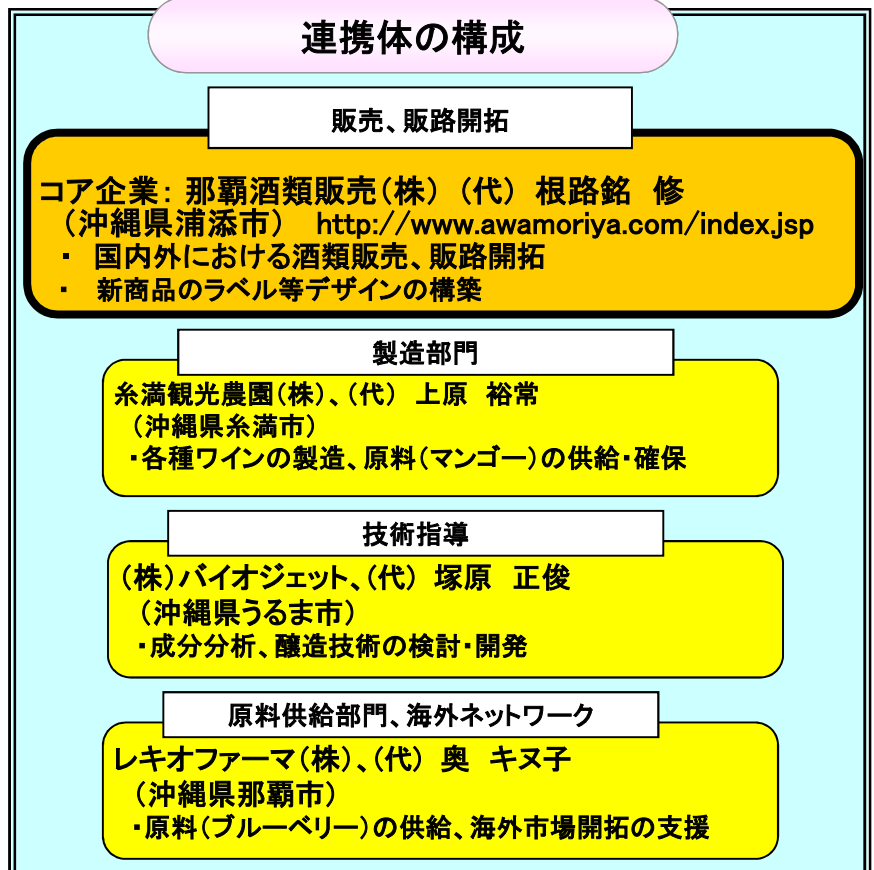 連携体の構成
販売、販路開拓
コア企業：那覇酒類販売（株）（代） 根路銘　修
（沖縄県浦添市）　http://www.awamoriya.com/index.jsp
・　国内外における酒類販売、販路開拓
・　新商品のラベル等デザインの構築
製造部門
糸満観光農園（株）、（代）　上原　裕常
（沖縄県糸満市）
・各種ワインの製造、原料（マンゴー）の供給・確保
技術指導
（株）バイオジェット、（代）　塚原　正俊
（沖縄県うるま市）
・成分分析、醸造技術の検討・開発
原料供給部門、海外ネットワーク
レキオファーマ（株）、（代）　奥　キヌ子
（沖縄県那覇市）
・原料（ブルーベリー）の供給、海外市場開拓の支援